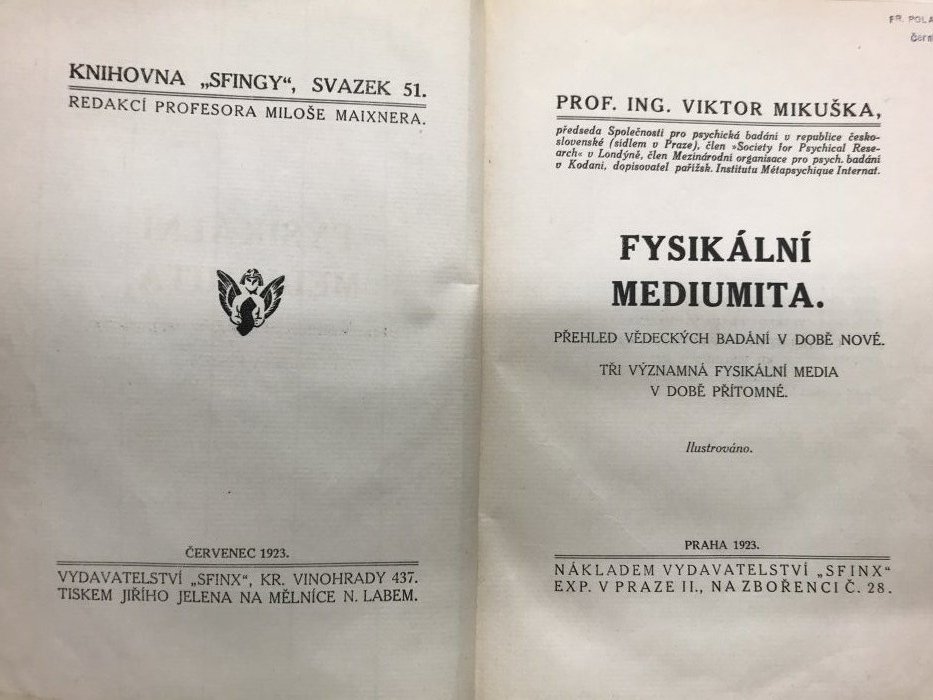 KNIHOVNA „SFINGY“, SVAZEK 51.
REDAKCÍ PROFESORA MILOŠE MAIXNERA.
ČERVENEC 1923.
VYDAVATELSTVÍ „SFINX“, KR. VINOHRADY 437.
TISKEM JIŘÍHO JELENA NA MĚLNÍCE N. LABEM.
FR. POLA
PROF. ING. VIKTOR MIKUŠKA,
předseda Společnosti pro psychická badání v republice česko-
slovenské (sídlem v Praze), člen »Society for Psychical Rese-
arch« v Londýně, člen Mezinárodní organisace pro psych. badání
v Kodani, dopisovatel pařížsk. Institutu Métapsychique Internat.
FYSIKÁLNÍ
MEDIUMITA.
PŘEHLED VĚDECKÝCH BADÁNÍ V DOBĚ NOVÉ.
TŘI VÝZNAMNÁ FYSIKÁLNÍ MEDIA
V DOBĚ PŘÍTOMNÉ.
Ilustrováno.
PRAHA 1923.
NÁKLADEM VYDAVATELSTVÍ „SFINX“
EXP. V PRAZE II., NA ZBOŘENCI Č. 28.